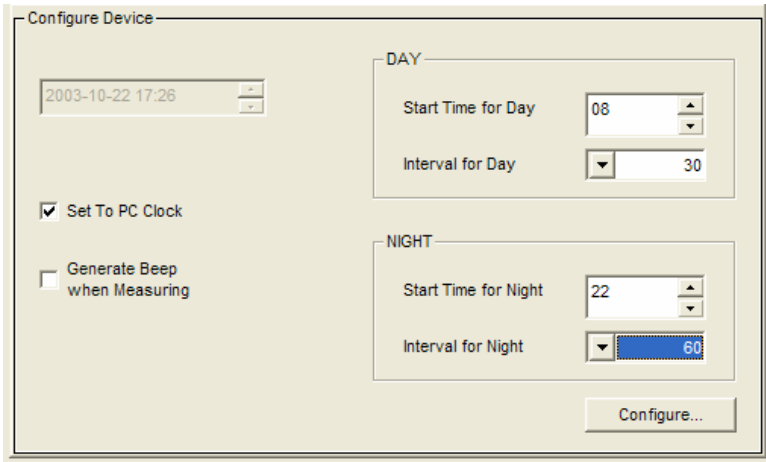 Configure Device
2003-10-22 17:26
Set To PC Clock
Generate Beep
when Measuring
DAY
Start Time for Day 08
Interval for Day 30
NIGHT
Start Time for Night 22
Interval for Night 60
Configure...